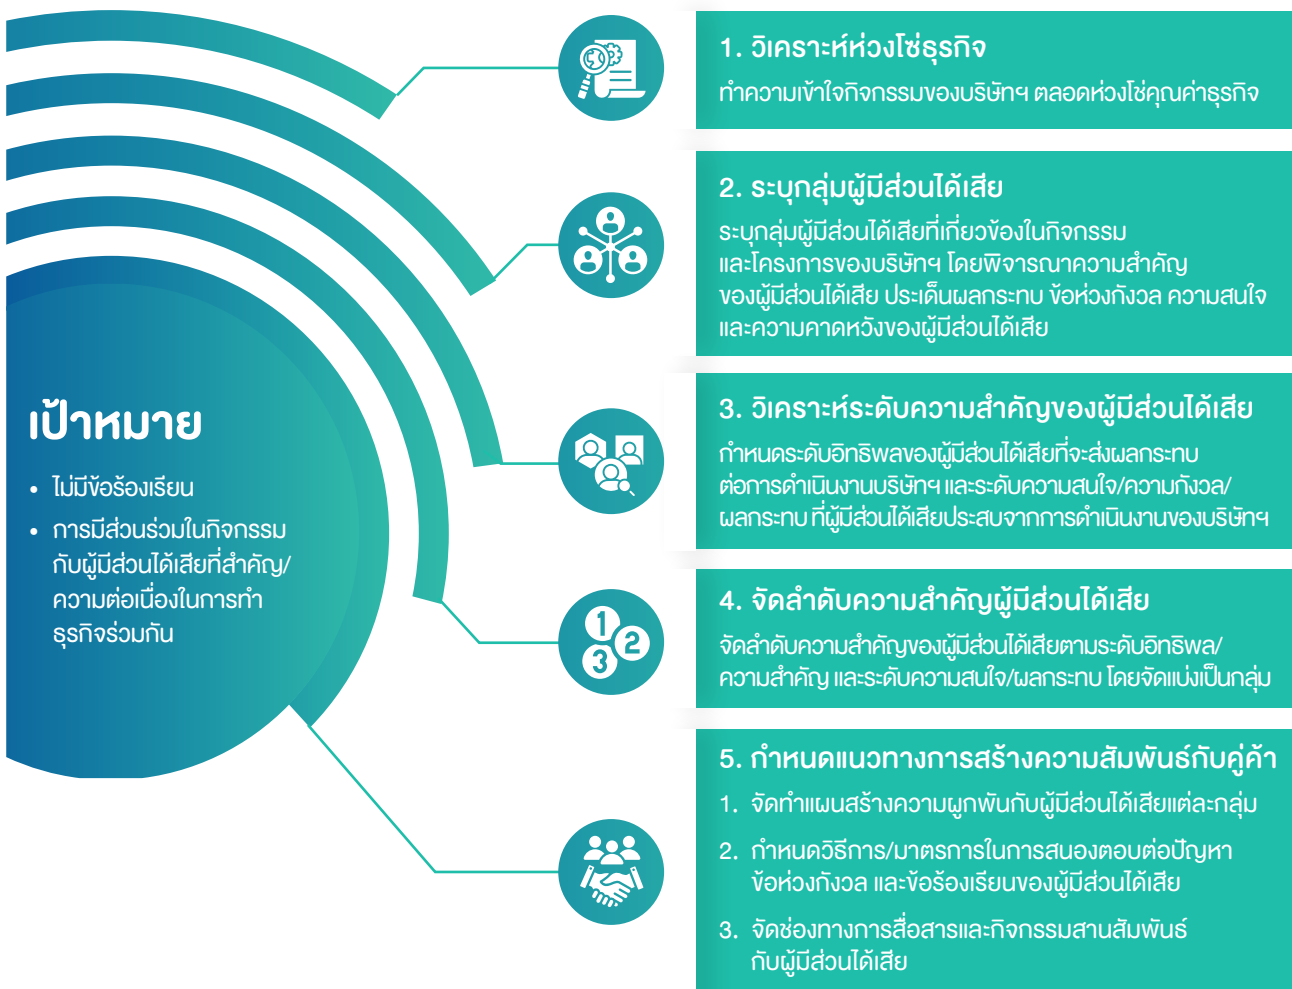 เป้าหมาย
• ไม่มีข้อร้องเรียน
• การมีส่วนร่วมในกิจกรรม
กับผู้มีส่วนได้เสียที่สำคัญ/
ความต่อเนื่องในการทำ
ธุรกิจร่วมกัน
1. วิเคราะห์ห่วงโซ่ธุรกิจ
ทำความเข้าใจกิจกรรมของบริษัทฯ ตลอดห่วงโซ่คุณค่าธุรกิจ
2. ระบุกลุ่มผู้มีส่วนได้เสีย
ระบุกลุ่มผู้มีส่วนได้เสียที่เกี่ยวข้องในกิจกรรม
และโครงการของบริษัทฯ โดยพิจารณาความสำคัญ
ของผู้มีส่วนได้เสีย ประเด็นผลกระทบ ข้อห่วงกังวล ความสนใจ
และความคาดหวังของผู้มีส่วนได้เสีย
3. วิเคราะห์ระดับความสำคัญของผู้มีส่วนได้เสีย
กำหนดระดับอิทธิพลของผู้มีส่วนได้เสียที่จะส่งผลกระทบ
ต่อการดำเนินงานบริษัทฯ และระดับความสนใจ/ความกังวล/
ผลกระทบ ที่ผู้มีส่วนได้เสียประสบจากการดำเนินงานของบริษัทฯ
1
2
3
4. จัดลำดับความสำคัญผู้มีส่วนได้เสีย
จัดลำดับความสำคัญของผู้มีส่วนได้เสียตามระดับอิทธิพล/
ความสำคัญ และระดับความสนใจ/ผลกระทบ โดยจัดแบ่งเป็นกลุ่ม
5. กำหนดแนวทางการสร้างความสัมพันธ์กับคู่ค้า
1. จัดทำแผนสร้างความผูกพันกับผู้มีส่วนได้เสียแต่ละกลุ่ม
2. กำหนดวิธีการ/มาตรการในการสนองตอบต่อปัญหา
ข้อห่วงกังวล และข้อร้องเรียนของผู้มีส่วนได้เสีย
3. จัดช่องทางการสื่อสารและกิจกรรมสานสัมพันธ์
กับผู้มีส่วนได้เสีย